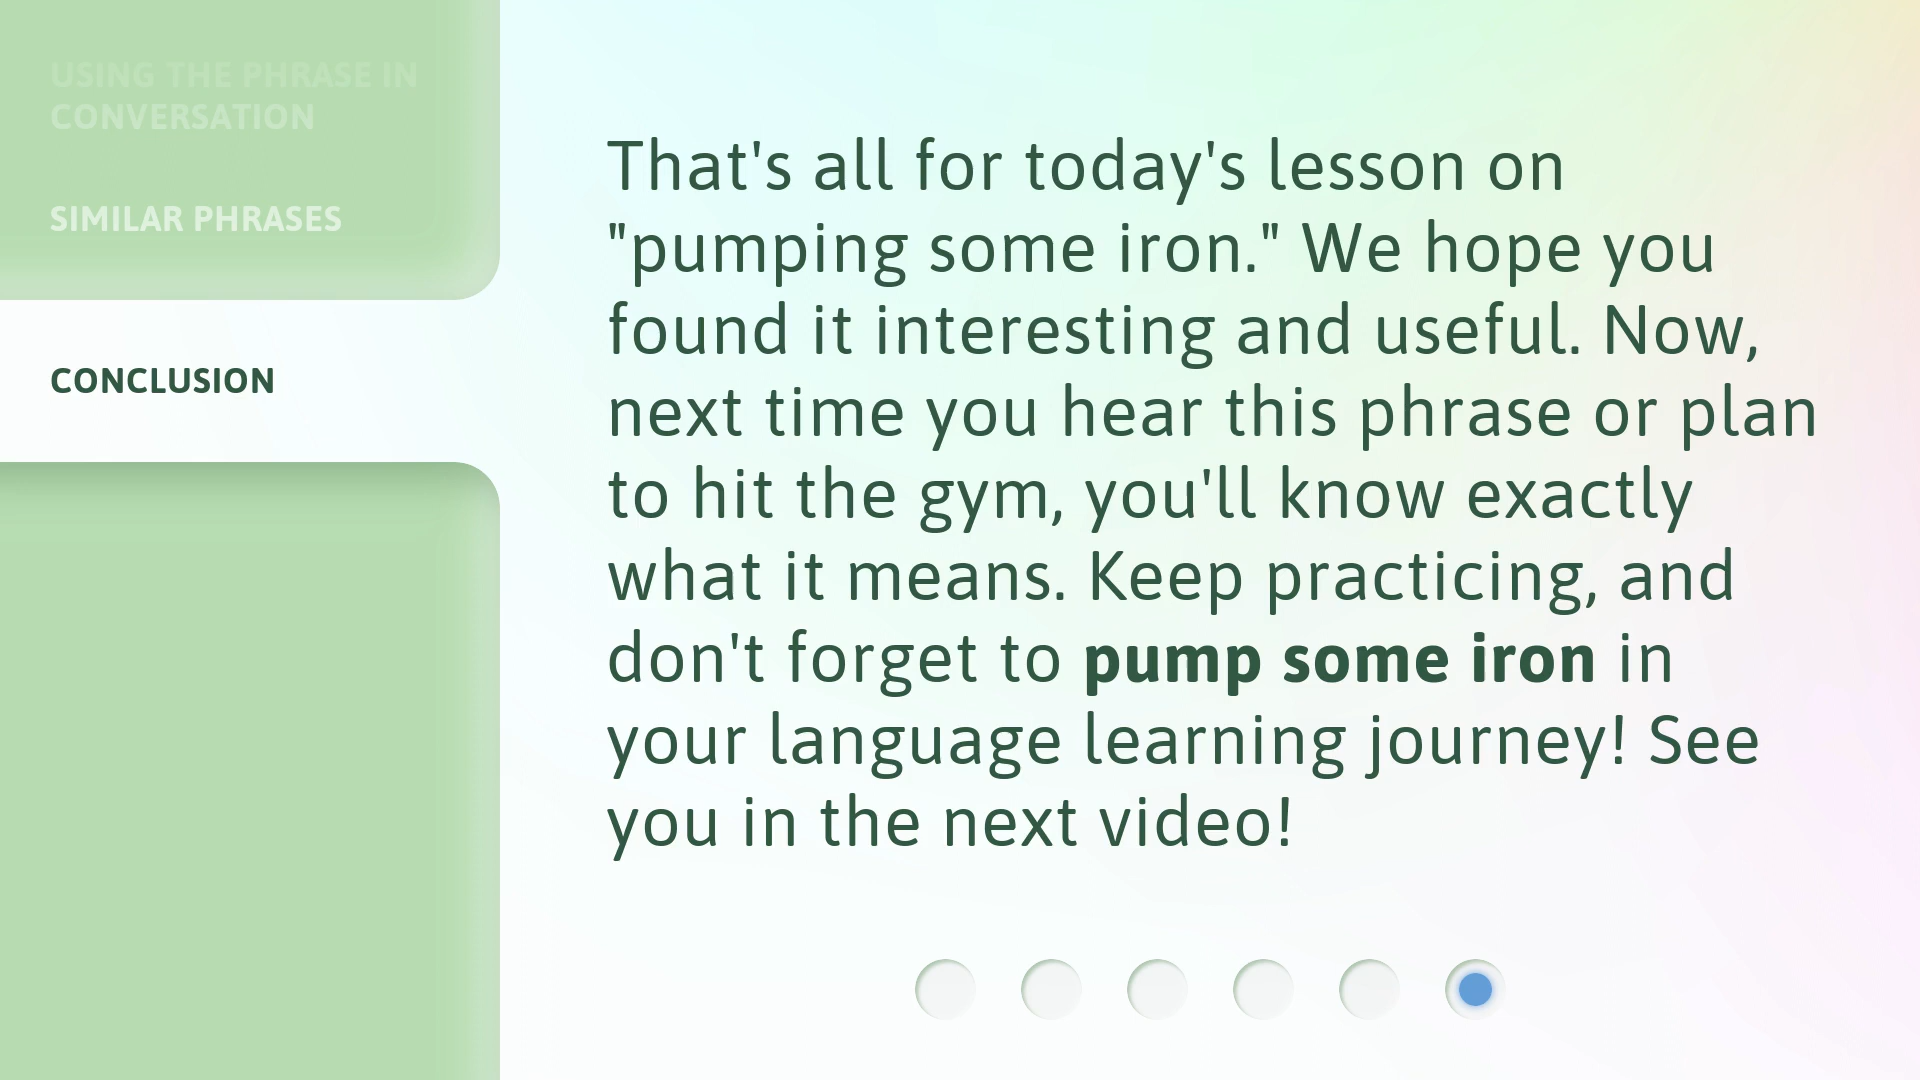 USING THE PHRASE IN
CONVERSATION
SIMILAR PHRASES
CONCLUSION
That's all for today's lesson on
"pumping some iron." We hope you
found it interesting and useful. Now,
next time you hear this phrase or plan
to hit the gym, you'll know exactly
what it means. Keep practicing, and
don't forget to pump some iron in
your language learning journey! See
you in the next video!